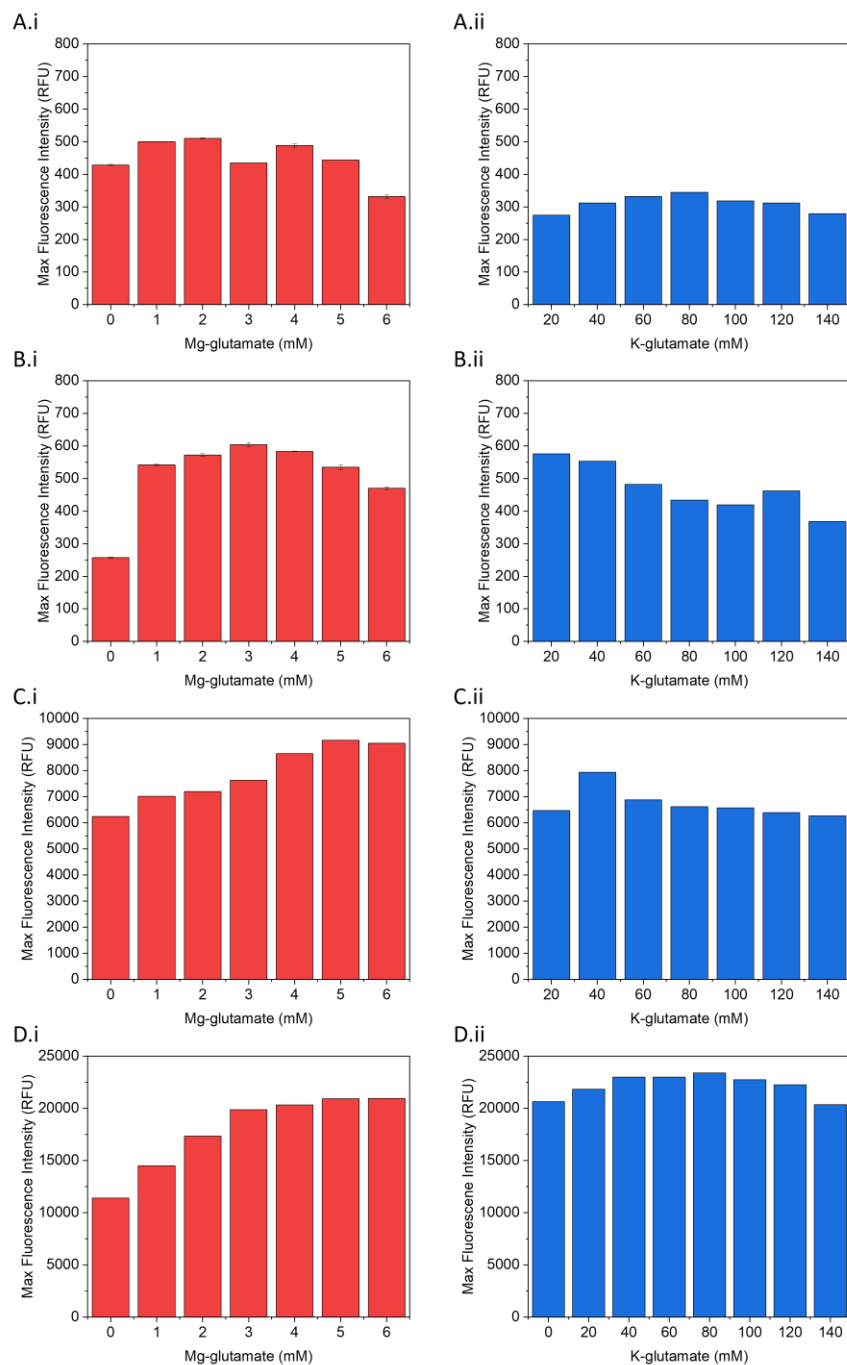 A.i
A.ii
800
700
600
500
400
300
200
100
0
Max Fluorescence Intensity (RFU)
0 1 2 3 4 5 6
Mg-glutamate (mM)
800
700
600
500
400
300
200
100
0
Max Fluorescence Intensity (RFU)
20 40 60 80 100 120 140
K-glutamate (mM)
B.i
B.ii
800
700
600
500
400
300
200
100
0
Max Fluorescence Intensity (RFU)
0 1 2 3 4 5 6
Mg-glutamate (mM)
800
700
600
500
400
300
200
100
0
Max Fluorescence Intensity (RFU)
20 40 60 80 100 120 140
K-glutamate (mM)
C.i
C.ii
10000
9000
8000
7000
6000
5000
4000
3000
2000
1000
0
Max Fluorescence Intensity (RFU)
0 1 2 3 4 5 6
Mg-glutamate (mM)
10000
9000
8000
7000
6000
5000
4000
3000
2000
1000
0
Max Fluorescence Intensity (RFU)
20 40 60 80 100 120 140
K-glutamate (mM)
D.i
D.ii
25000
20000
15000
10000
5000
0
Max Fluorescence Intensity (RFU)
0 1 2 3 4 5 6
Mg-glutamate (mM)
25000
20000
15000
10000
5000
0
Max Fluorescene Intensity (RFU)
0 20 40 60 80 100 120 140
K-glutamate (mM)